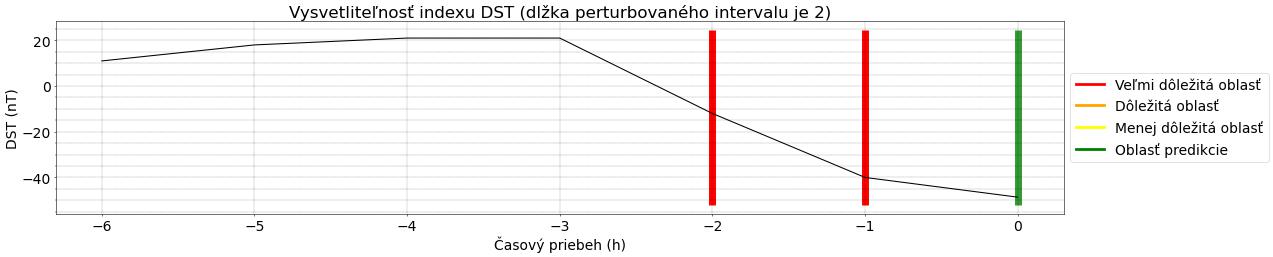 Vysvetliteľnosť indexu DST (dĺžka perturbovaného intervalu je 2)
DST (nT)
20
0
−20
−40
−6
−5
−4
−3
−2
−1
0
Časový priebeh (h)
Veľmi dôležitá oblasť
Dôležitá oblasť
Menej dôležitá oblasť
Oblasť predikcie